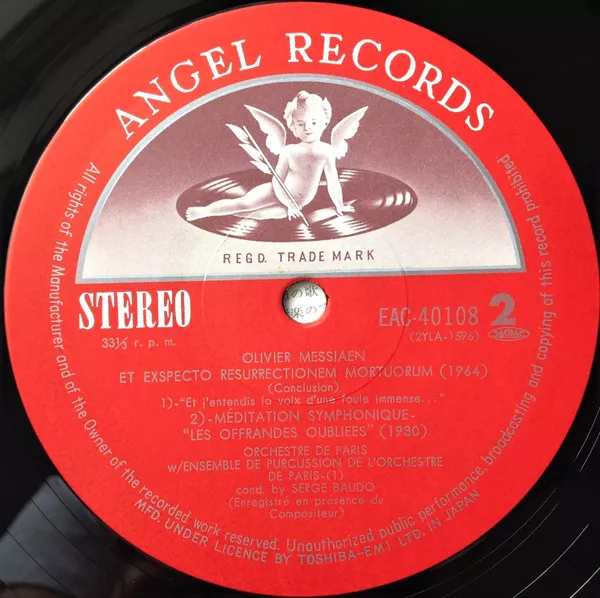 ANGEL RECORDS
REGD. TRADE MARK
STEREO
33⅓ r. p. m.
の歌
楽の
EAC-40108 2
(2YLA-1596)
OLIVIER MESSIAEN
ET EXSPECTO RESURRECTIONEM MORTUORUM (1964)
(Conclusion)
1)-"Et j'entendis la voix d'une foule immense..."
2)-MÉDITATION SYMPHONIQUE-
"LES OFFRANDES OUBLIEES" (1930)
ORCHESTRE DE PARIS
w/ENSEMBLE DE PURCUSSION DE L'ORCHESTRE
DE PARIS-(1)
cond. by SERGE BAUDO
(Enregistré en présence du
Compositeur)
All rights of the Manufacturer and of the Owner of the recorded work reserved. Unauthorized public performance, broadcasting and copying of this record prohibited
MFD. UNDER LICENCE BY TOSHIBA-EMI LTD. IN JAPAN